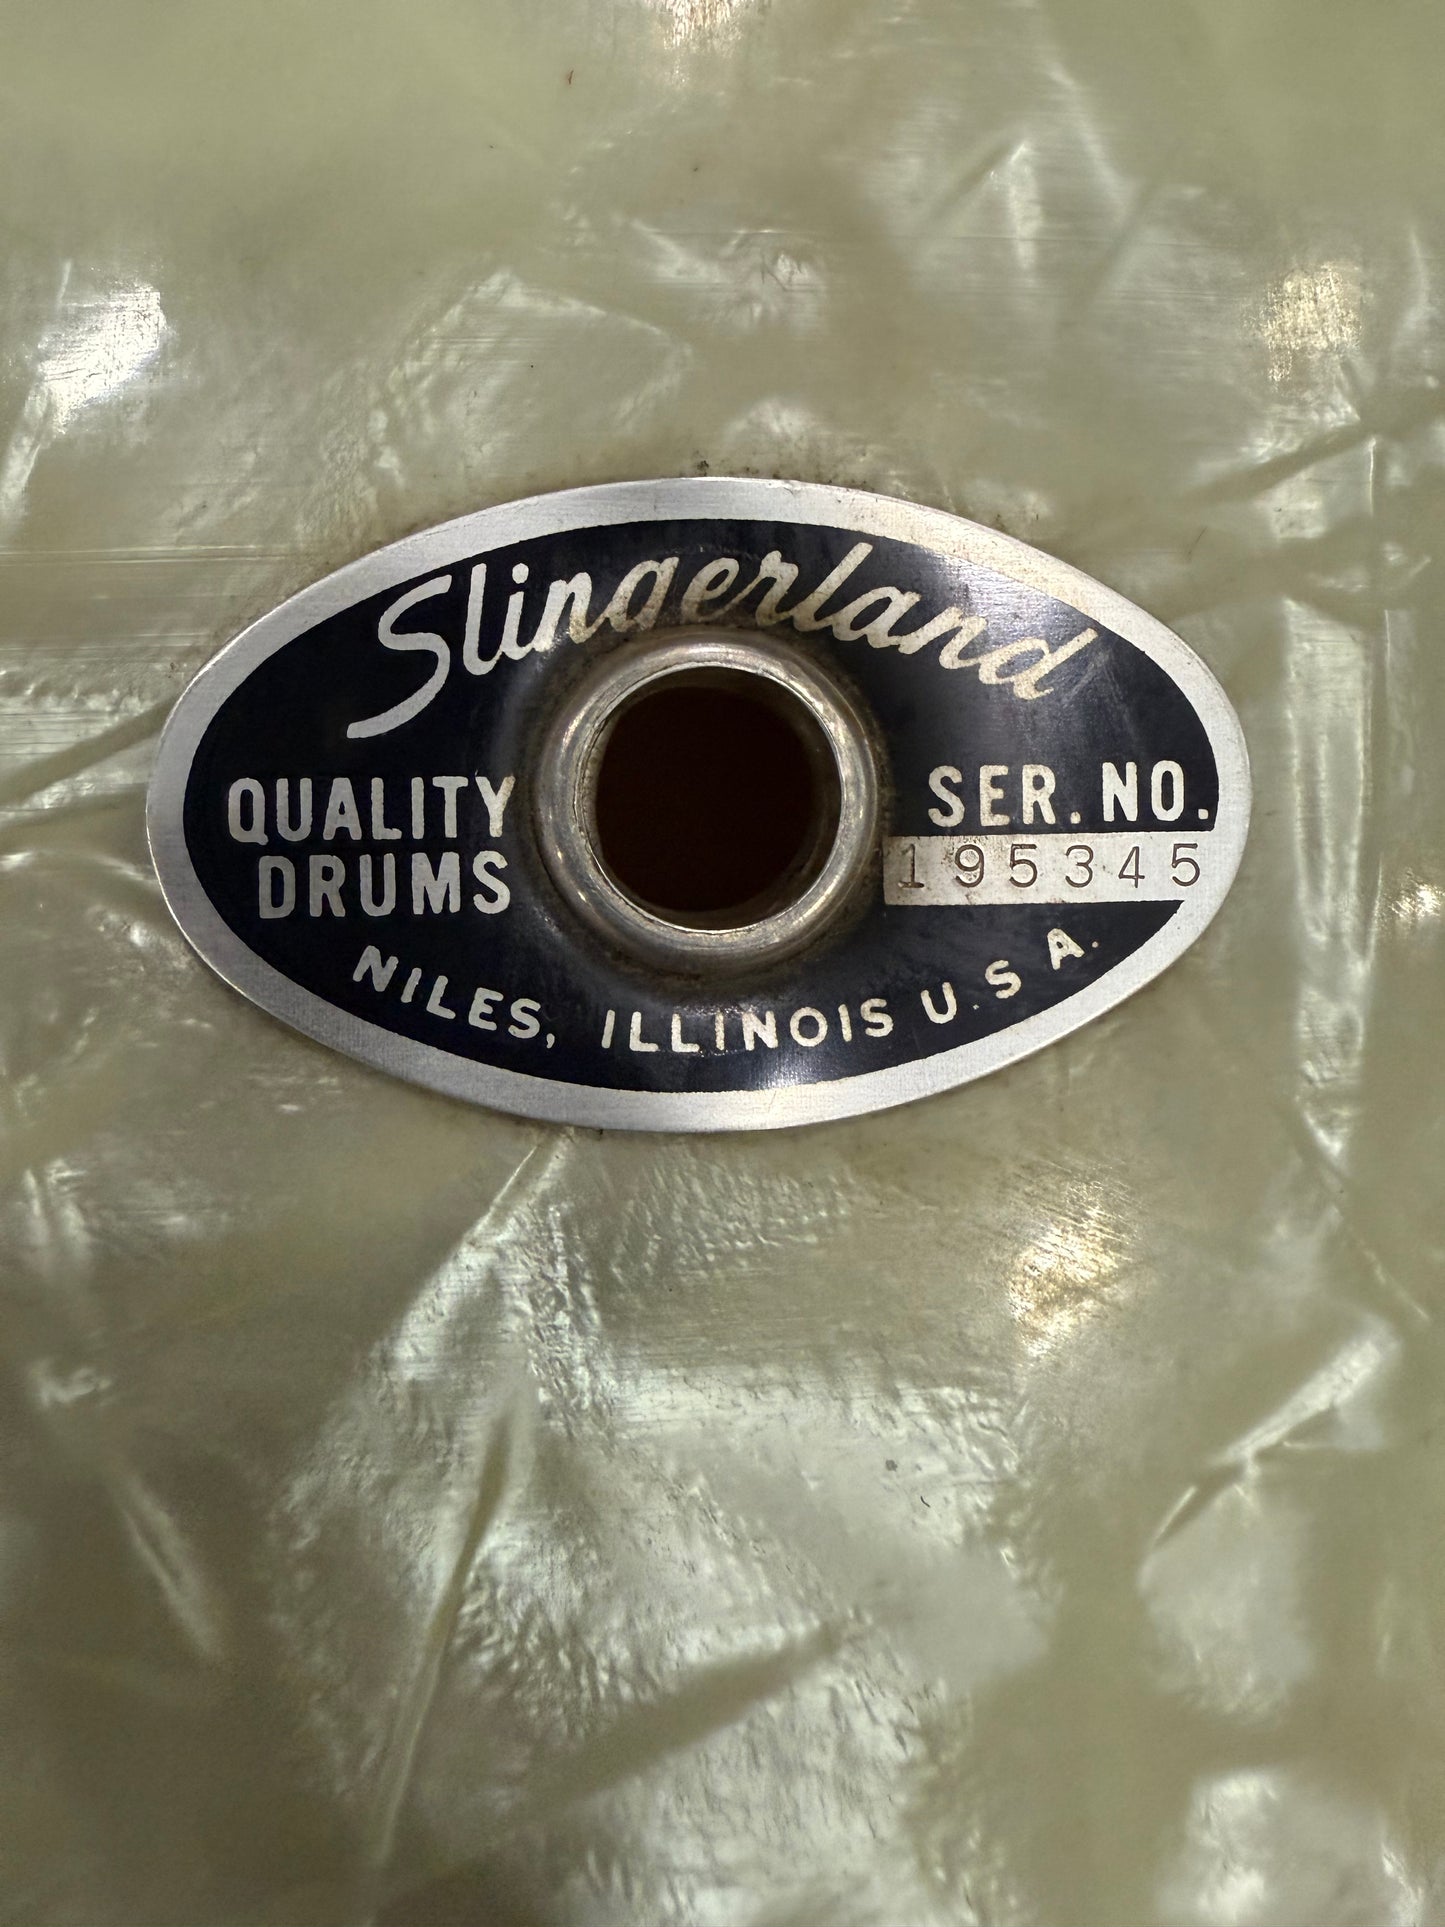 Slingerland
QUALITY
DRUMS
SER. NO.
195345
NILES, ILLINOIS U.S A.